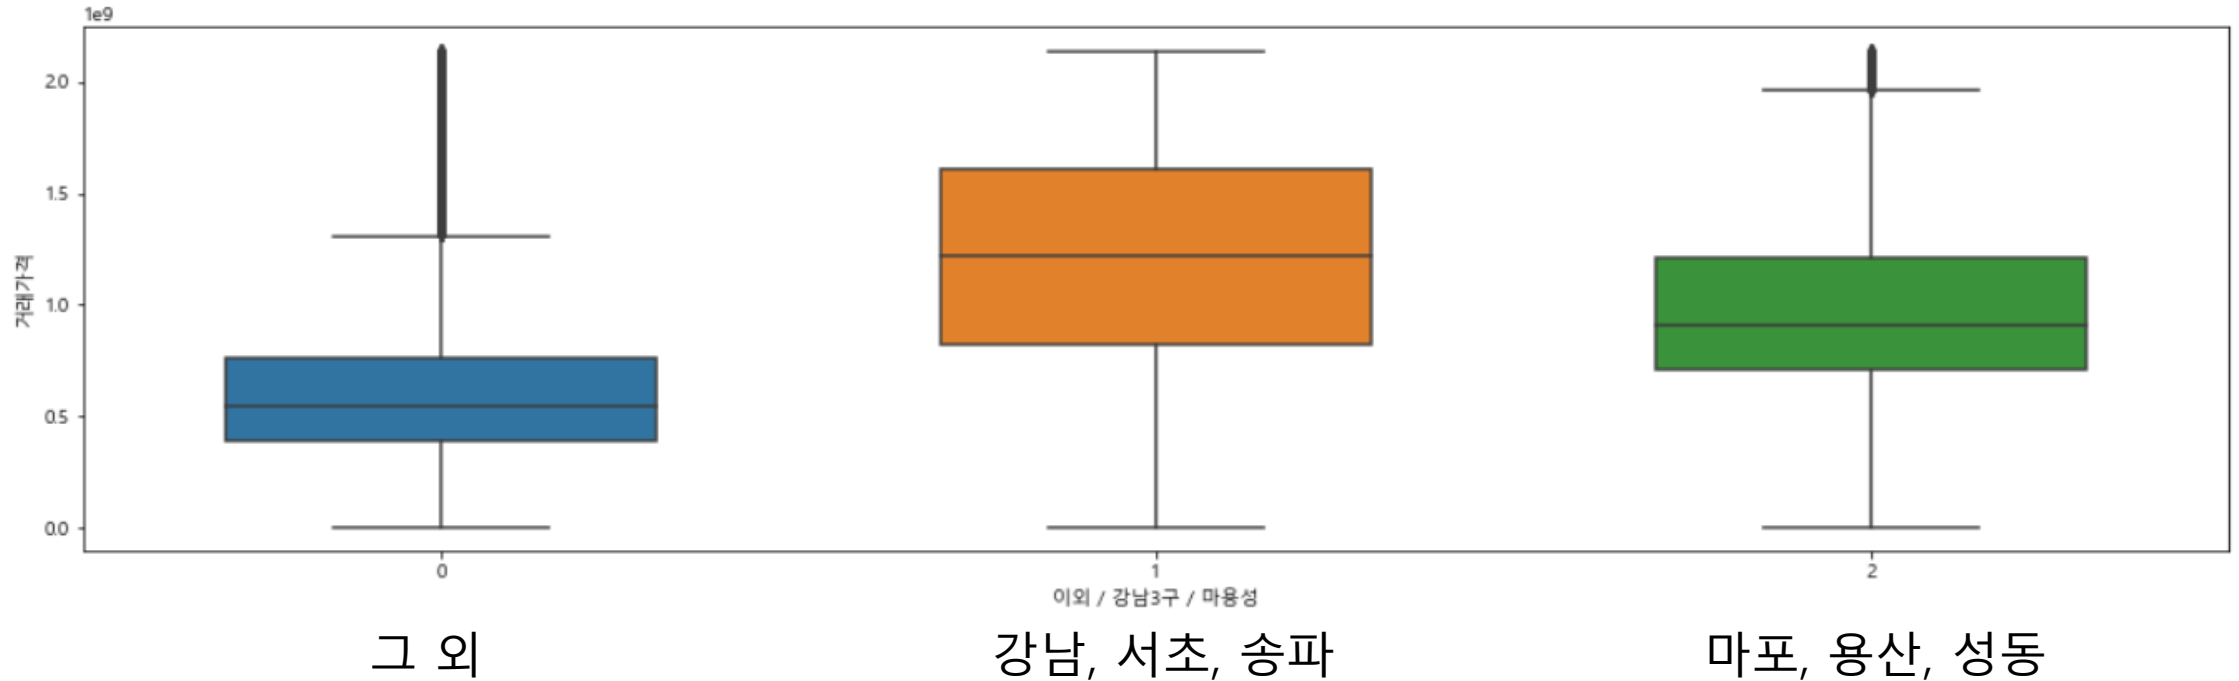 1e9
2.0
1.5
1.0
0.5
0.0
거래가격
0 1 2
이외 / 강남3구 / 마용성
그 외 강남, 서초, 송파 마포, 용산, 성동